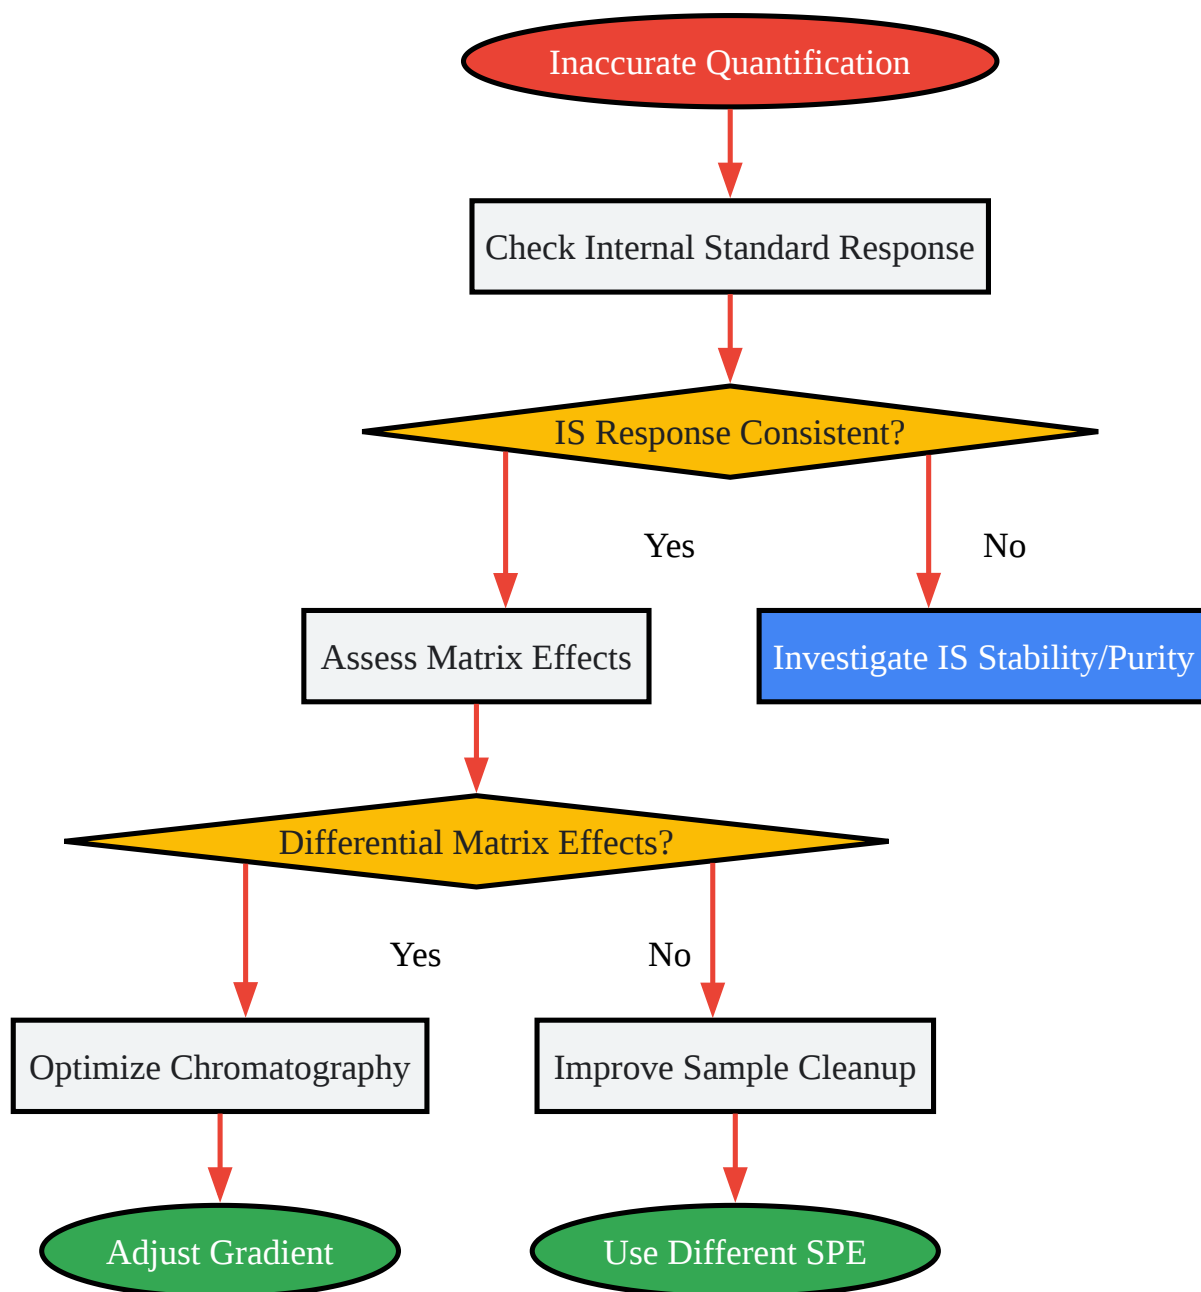 Inaccurate Quantification
Check Internal Standard Response
IS Response Consistent?
Yes
No
Assess Matrix Effects
Investigate IS Stability/Purity
Differential Matrix Effects?
Yes
No
Optimize Chromatography
Improve Sample Cleanup
Adjust Gradient
Use Different SPE